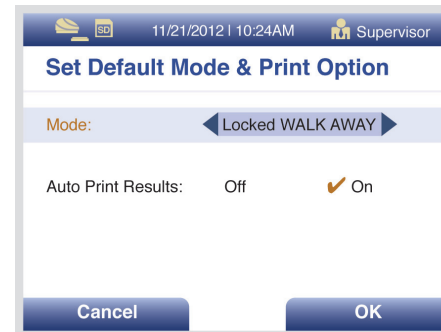 SD 11/21/2012 | 10:24AM Supervisor
Set Default Mode & Print Option
Mode: Locked WALK AWAY
Auto Print Results: Off ✔ On
Cancel OK